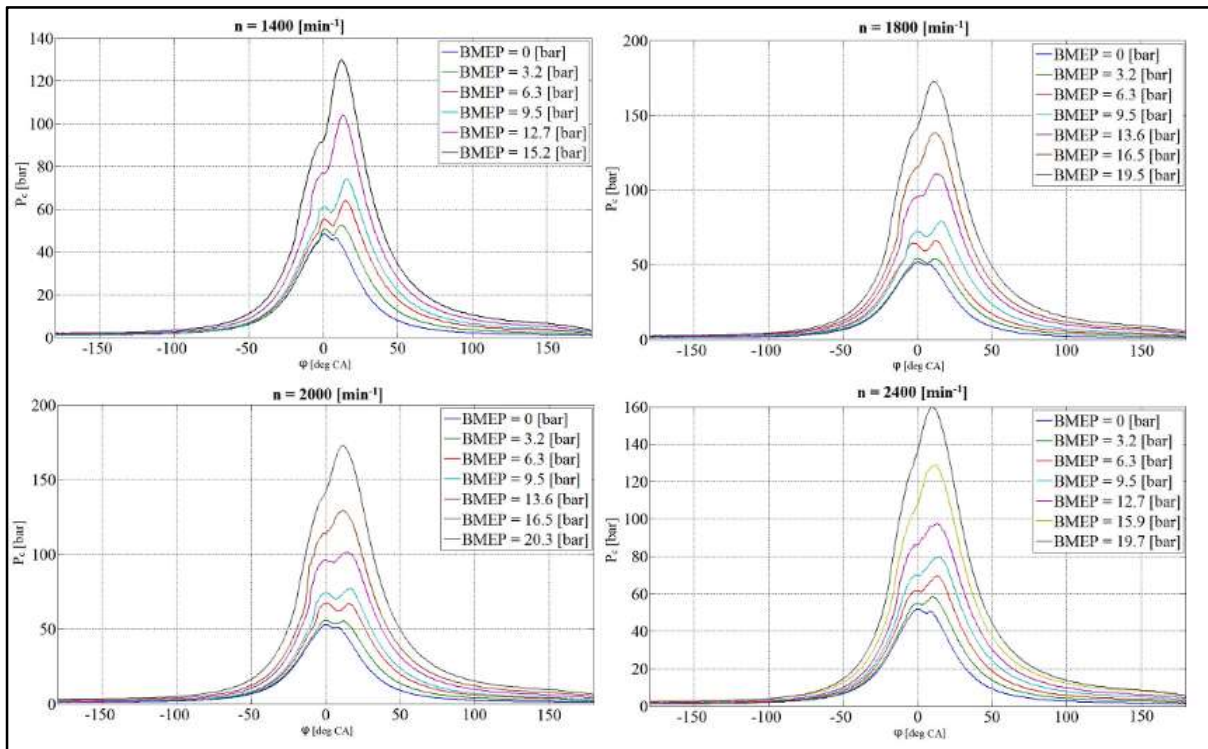 n = 1400 [min⁻¹]
140
120
100
80
60
40
20
0
P_c [bar]
-150
-100
-50
0
50
100
150
φ [deg CA]
BMEP = 0 [bar]
BMEP = 3.2 [bar]
BMEP = 6.3 [bar]
BMEP = 9.5 [bar]
BMEP = 12.7 [bar]
BMEP = 15.2 [bar]
n = 1800 [min⁻¹]
200
150
100
50
0
P_c [bar]
-150
-100
-50
0
50
100
150
φ [deg CA]
BMEP = 0 [bar]
BMEP = 3.2 [bar]
BMEP = 6.3 [bar]
BMEP = 9.5 [bar]
BMEP = 13.6 [bar]
BMEP = 16.5 [bar]
BMEP = 19.5 [bar]
n = 2000 [min⁻¹]
200
150
100
50
0
P_c [bar]
-150
-100
-50
0
50
100
150
φ [deg CA]
BMEP = 0 [bar]
BMEP = 3.2 [bar]
BMEP = 6.3 [bar]
BMEP = 9.5 [bar]
BMEP = 13.6 [bar]
BMEP = 16.5 [bar]
BMEP = 20.3 [bar]
n = 2400 [min⁻¹]
160
140
120
100
80
60
40
20
0
P_c [bar]
-150
-100
-50
0
50
100
150
φ [deg CA]
BMEP = 0 [bar]
BMEP = 3.2 [bar]
BMEP = 6.3 [bar]
BMEP = 9.5 [bar]
BMEP = 12.7 [bar]
BMEP = 15.9 [bar]
BMEP = 19.7 [bar]